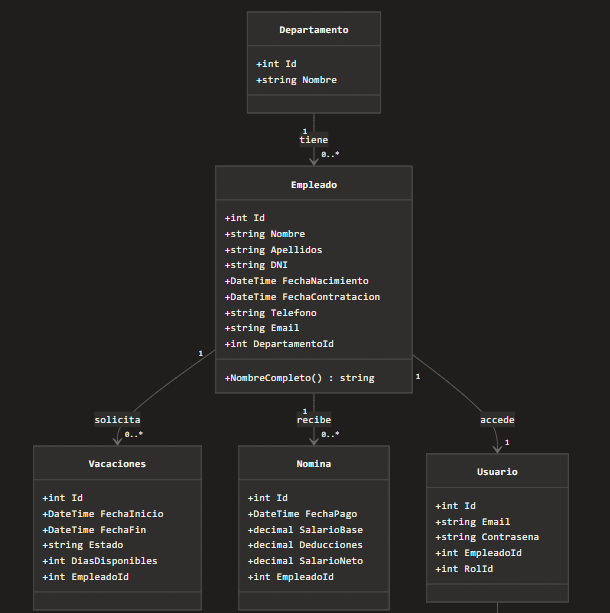 Departamento
+int Id
+string Nombre
1
tiene
0..*
Empleado
+int Id
+string Nombre
+string Apellidos
+string DNI
+DateTime FechaNacimiento
+DateTime FechaContratacion
+string Telefono
+string Email
+int DepartamentoId
+NombreCompleto() : string
1
solicita
0..*
1
recibe
0..*
1
accede
1
Vacaciones
+int Id
+DateTime FechaInicio
+DateTime FechaFin
+string Estado
+int DiasDisponibles
+int EmpleadoId
Nomina
+int Id
+DateTime FechaPago
+decimal SalarioBase
+decimal Deducciones
+decimal SalarioNeto
+int EmpleadoId
Usuario
+int Id
+string Email
+string Contrasena
+int EmpleadoId
+int RolId